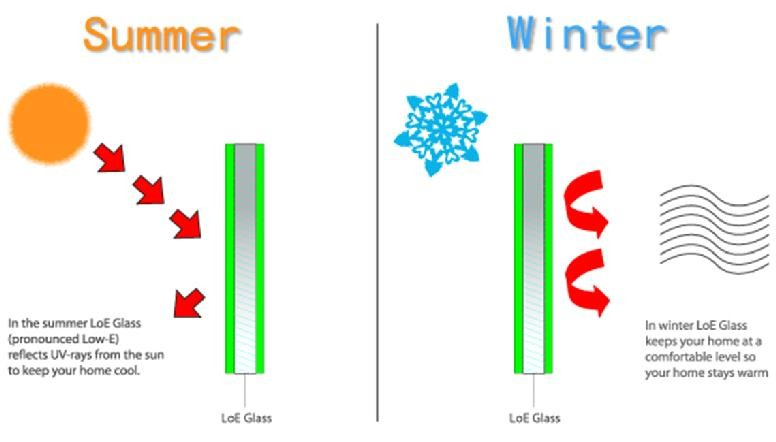 Summer
Winter
In the summer LoE Glass
(pronounced Low-E)
reflects UV-rays from the sun
to keep your home cool.
In winter LoE Glass
keeps your home at a
comfortable level so
your home stays warm
LoE Glass
LoE Glass